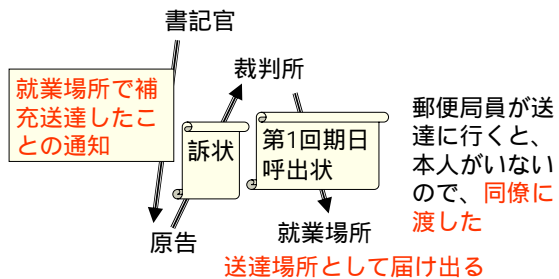 書記官
就業場所で補
充送達したこ
との通知
裁判所
訴状
第1回期日
呼出状
郵便局員が送
達に行くと、
本人がいない
ので、同僚に
渡した
原告
就業場所
送達場所として届け出る